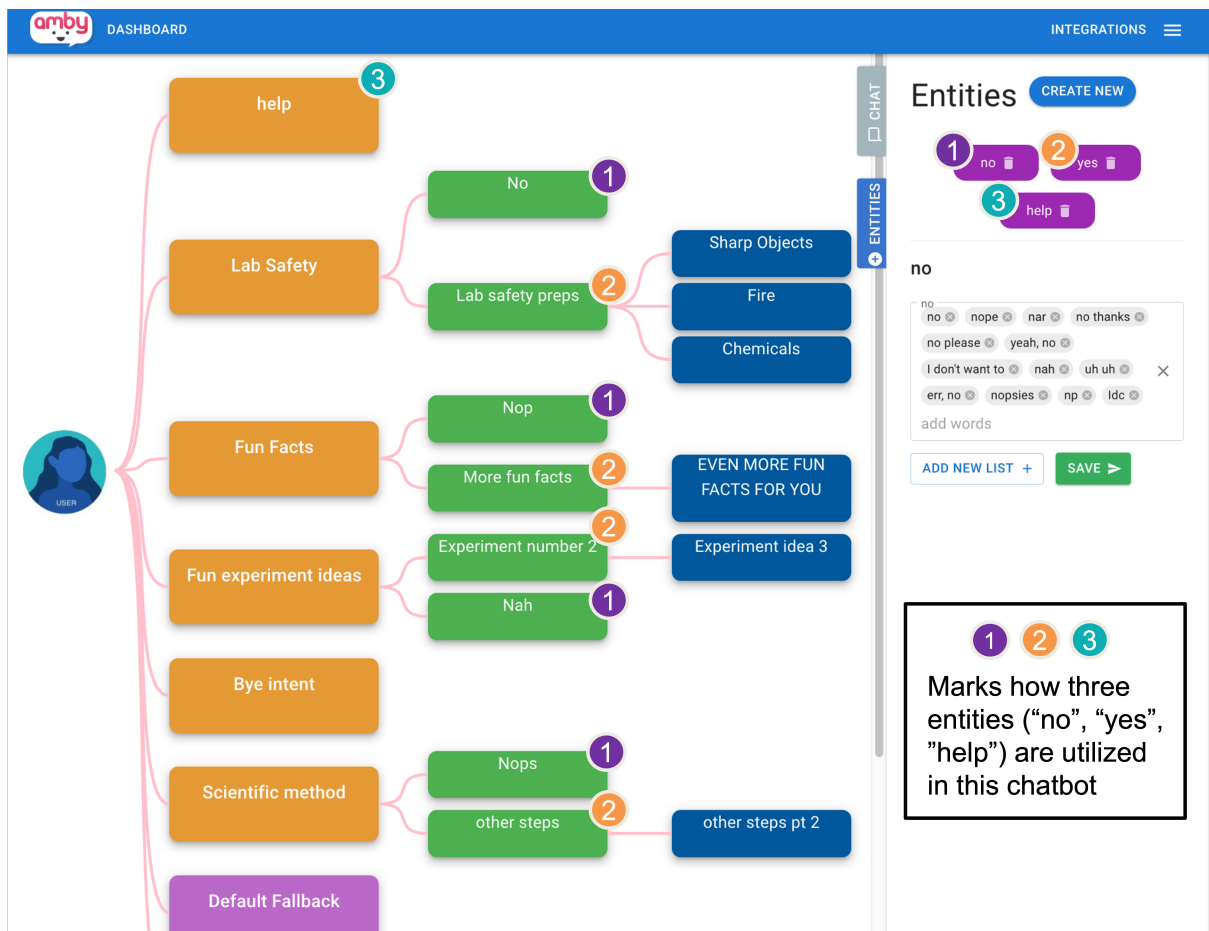 amby
DASHBOARD
INTEGRATIONS
help
3
Lab Safety
No
1
Lab safety preps
2
Sharp Objects
Fire
Chemicals
Fun Facts
Nop
1
More fun facts
2
EVEN MORE FUN
FACTS FOR YOU
Fun experiment ideas
Experiment number 2
2
Experiment idea 3
Nah
1
Bye intent
Scientific method
Nops
1
other steps
2
other steps pt 2
Default Fallback
USER
CHAT
ENTITIES
Entities
CREATE NEW
1
no
2
yes
3
help
no
no
no nope nar no thanks
no please yeah, no
I don't want to nah uh uh
err, no nopsies np Idc
add words
ADD NEW LIST +
SAVE
1 2 3
Marks how three
entities (“no”, “yes”,
”help”) are utilized
in this chatbot